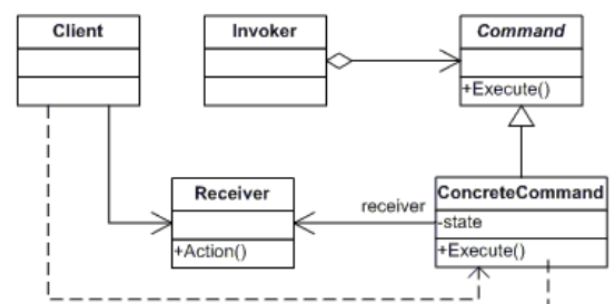 Client
Invoker
Command
+Execute()
Receiver
+Action()
receiver
ConcreteCommand
-state
+Execute()